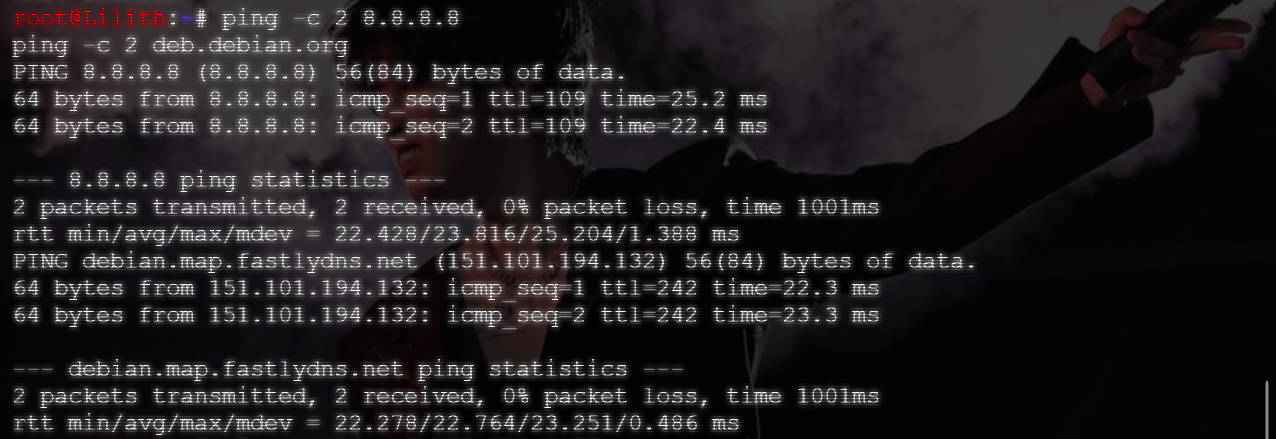 root@Lilith:~# ping -c 2 8.8.8.8
ping -c 2 deb.debian.org
PING 8.8.8.8 (8.8.8.8) 56(84) bytes of data.
64 bytes from 8.8.8.8: icmp_seq=1 ttl=109 time=25.2 ms
64 bytes from 8.8.8.8: icmp_seq=2 ttl=109 time=22.4 ms
--- 8.8.8.8 ping statistics ---
2 packets transmitted, 2 received, 0% packet loss, time 1001ms
rtt min/avg/max/mdev = 22.428/23.816/25.204/1.388 ms
PING debian.map.fastlydns.net (151.101.194.132) 56(84) bytes of data.
64 bytes from 151.101.194.132: icmp_seq=1 ttl=242 time=22.3 ms
64 bytes from 151.101.194.132: icmp_seq=2 ttl=242 time=23.3 ms
--- debian.map.fastlydns.net ping statistics ---
2 packets transmitted, 2 received, 0% packet loss, time 1001ms
rtt min/avg/max/mdev = 22.278/22.764/23.251/0.486 ms